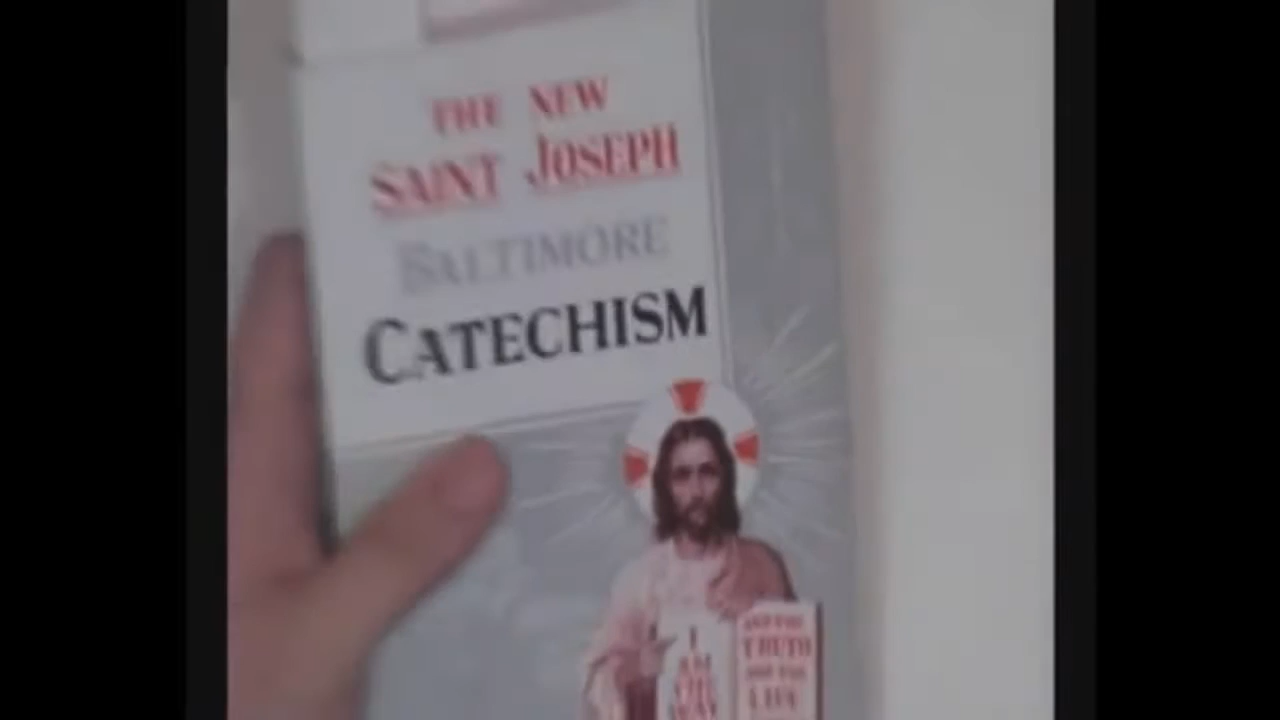 THE NEW
SAINT JOSEPH
BALTIMORE
CATECHISM
I
AM
THE
WAY
AND THE
TRUTH
AND THE
LIFE